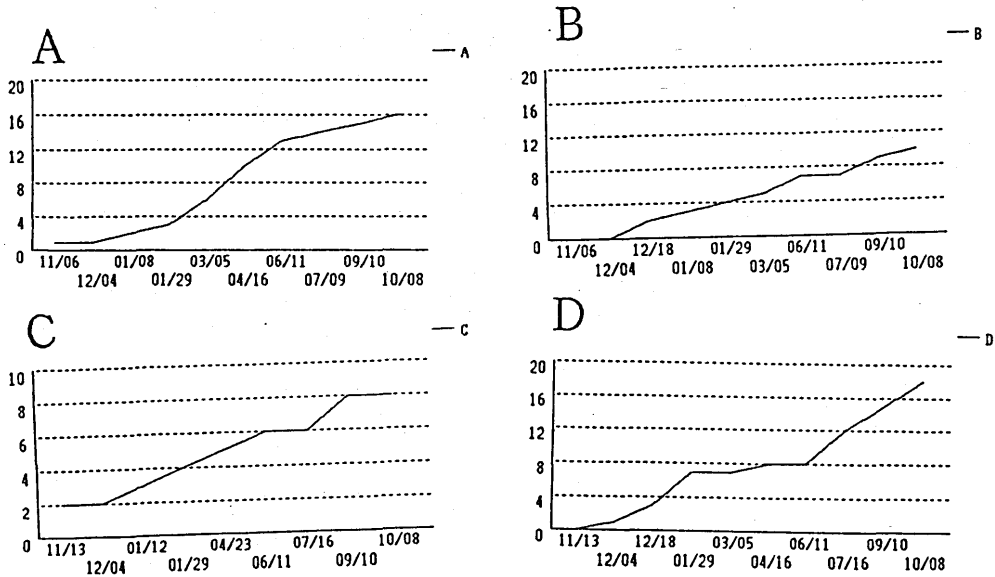 A
— A
20
16
12
8
4
0
11/06 01/08 03/05 06/11 09/10
12/04 01/29 04/16 07/09 10/08
B
— B
20
16
12
8
4
0
11/06 12/18 01/29 06/11 09/10
12/04 01/08 03/05 07/09 10/08
C
— C
10
8
6
4
2
0
11/13 01/12 04/23 07/16 10/08
12/04 01/29 06/11 09/10
D
— D
20
16
12
8
4
0
11/13 12/18 03/05 06/11 09/10
12/04 01/29 04/16 07/16 10/08